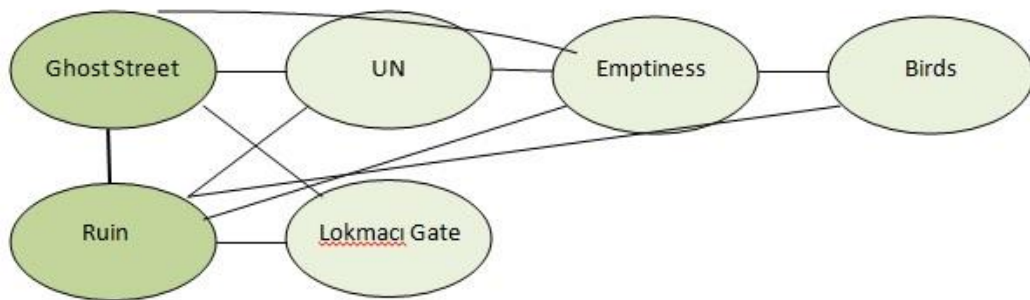 Ghost Street
UN
Emptiness
Birds
Ruin
Lokmacı Gate